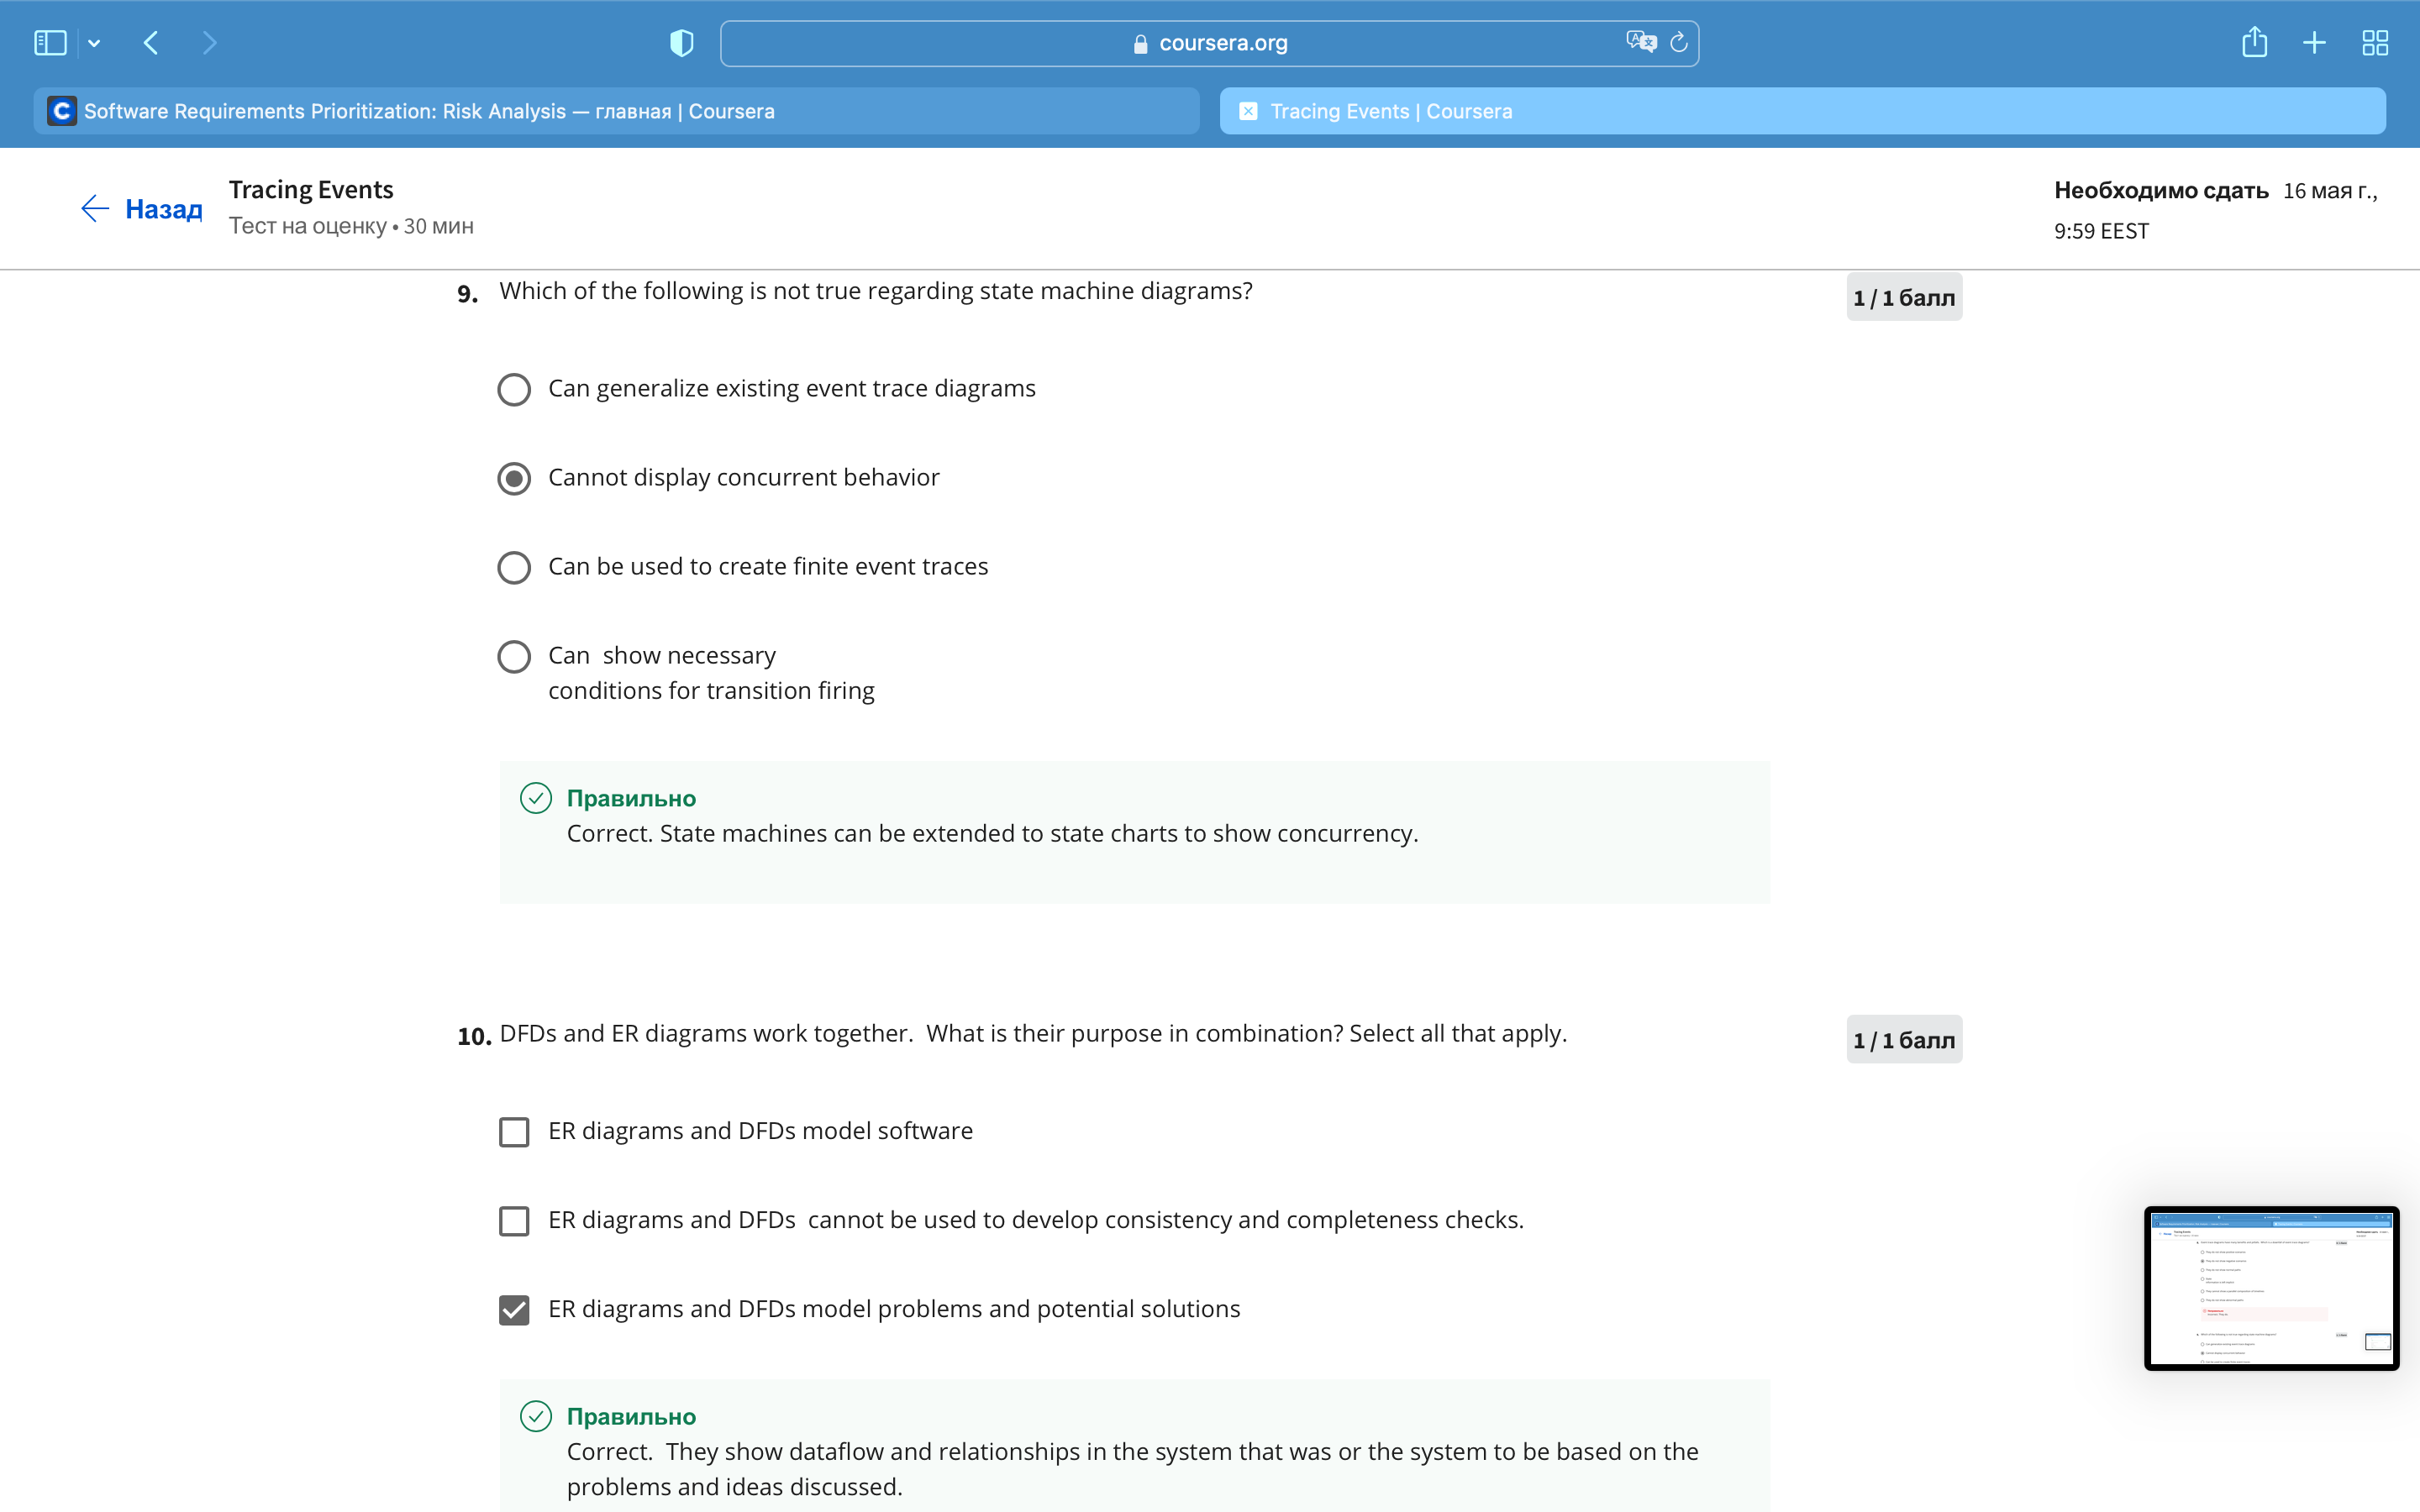 coursera.org
Software Requirements Prioritization: Risk Analysis — главная | Coursera
Tracing Events | Coursera
Назад
Tracing Events
Тест на оценку • 30 мин
Необходимо сдать 16 мая г.,
9:59 EEST
9. Which of the following is not true regarding state machine diagrams?
1 / 1 балл
Can generalize existing event trace diagrams
Cannot display concurrent behavior
Can be used to create finite event traces
Can  show necessary
conditions for transition firing
Правильно
Correct. State machines can be extended to state charts to show concurrency.
10. DFDs and ER diagrams work together.  What is their purpose in combination? Select all that apply.
1 / 1 балл
ER diagrams and DFDs model software
ER diagrams and DFDs  cannot be used to develop consistency and completeness checks.
ER diagrams and DFDs model problems and potential solutions
Правильно
Correct.  They show dataflow and relationships in the system that was or the system to be based on the
problems and ideas discussed.